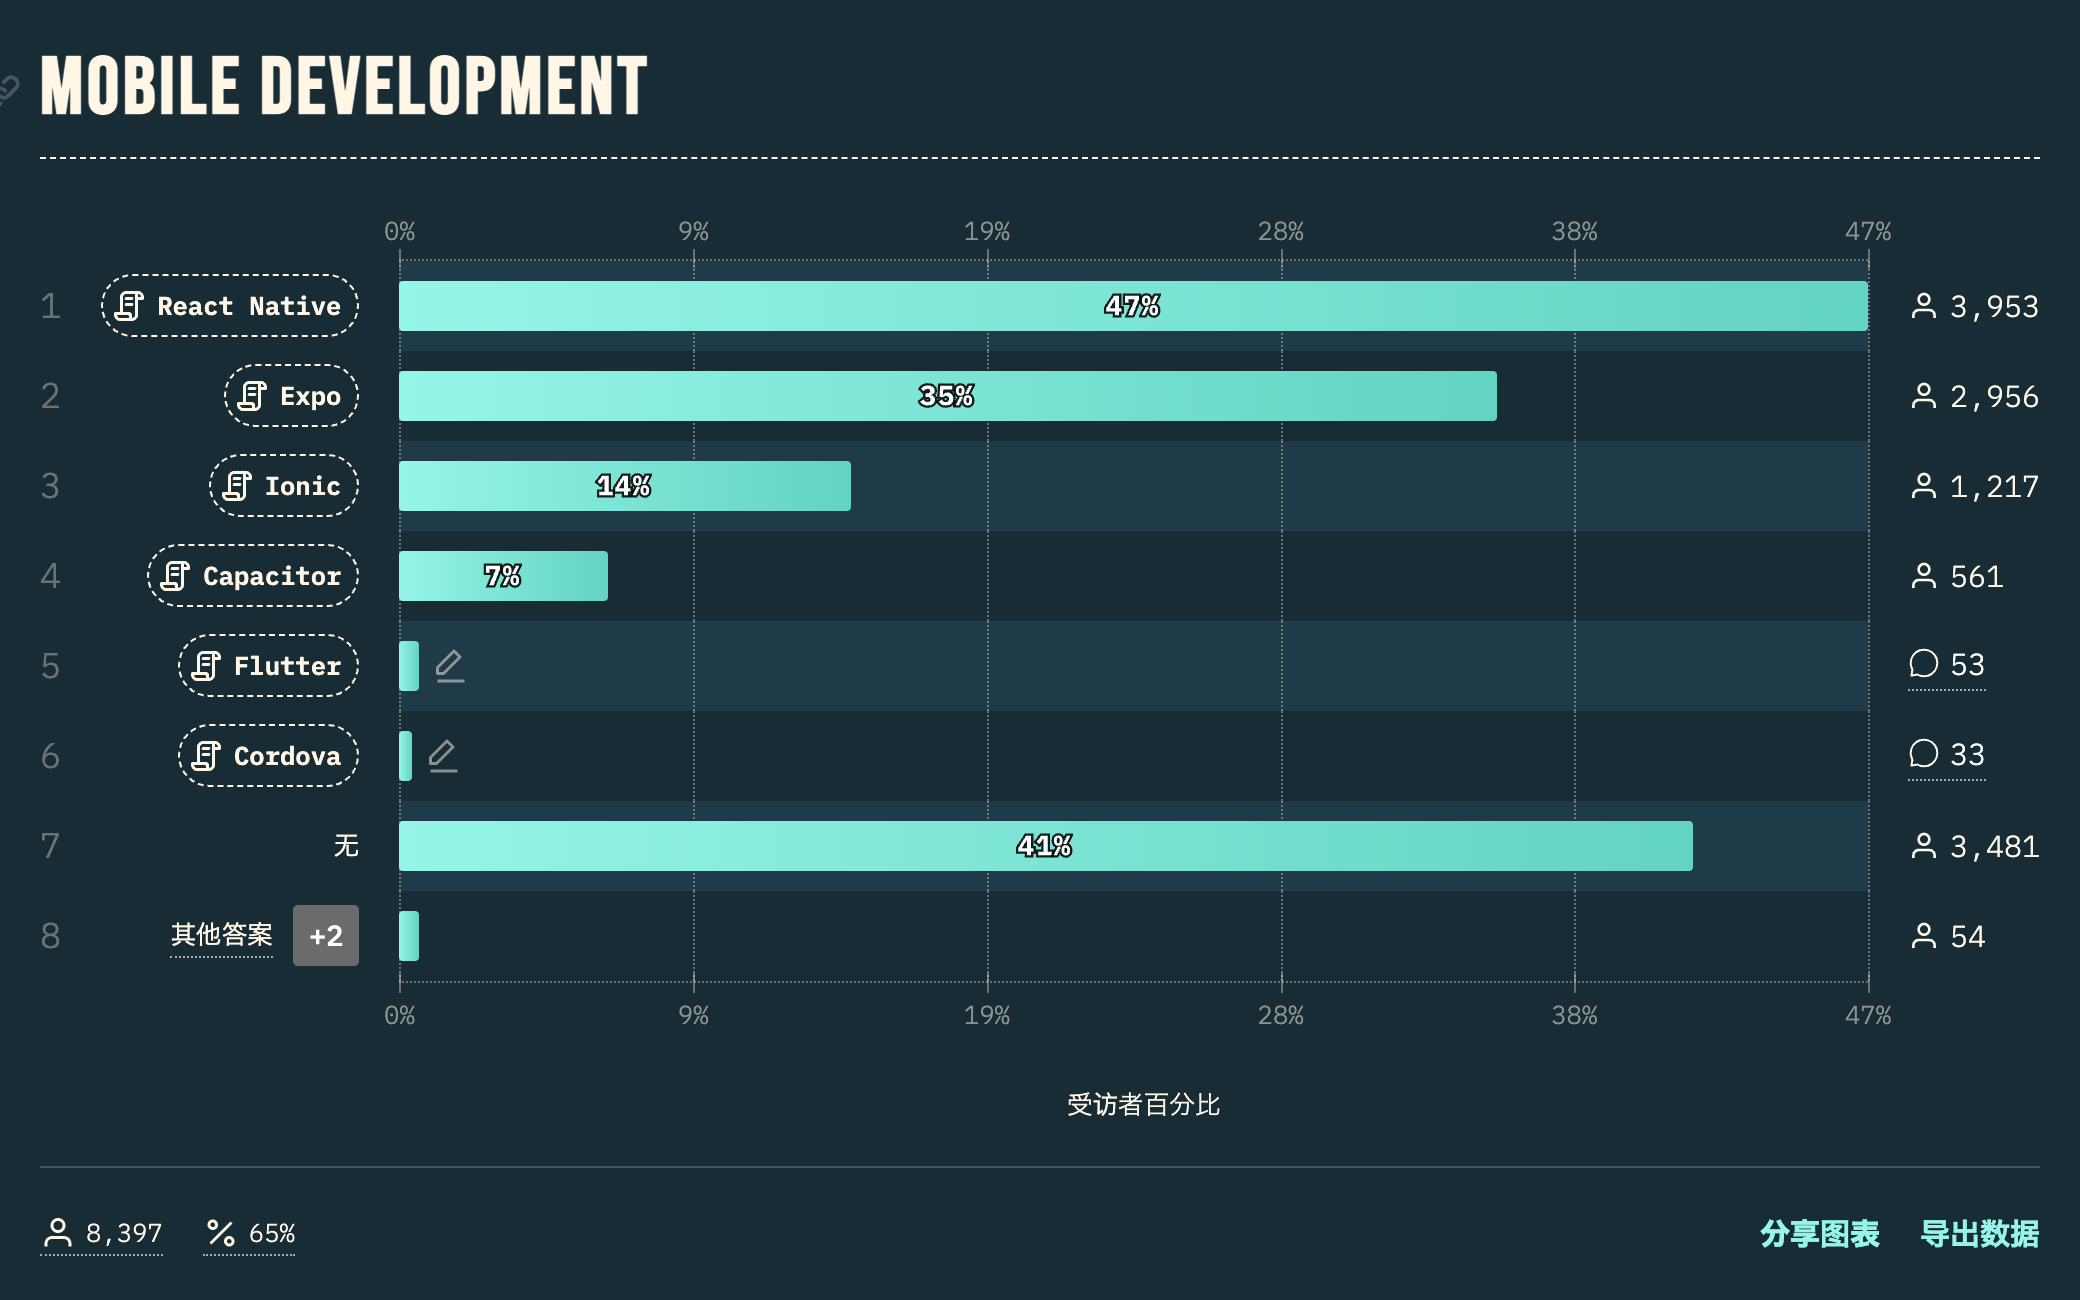 MOBILE DEVELOPMENT
0% 9% 19% 28% 38% 47%
1 React Native 47% 3,953
2 Expo 35% 2,956
3 Ionic 14% 1,217
4 Capacitor 7% 561
5 Flutter 53
6 Cordova 33
7 无 41% 3,481
8 其他答案 +2 54
0% 9% 19% 28% 38% 47%
受访者百分比
8,397 65% 分享图表 导出数据